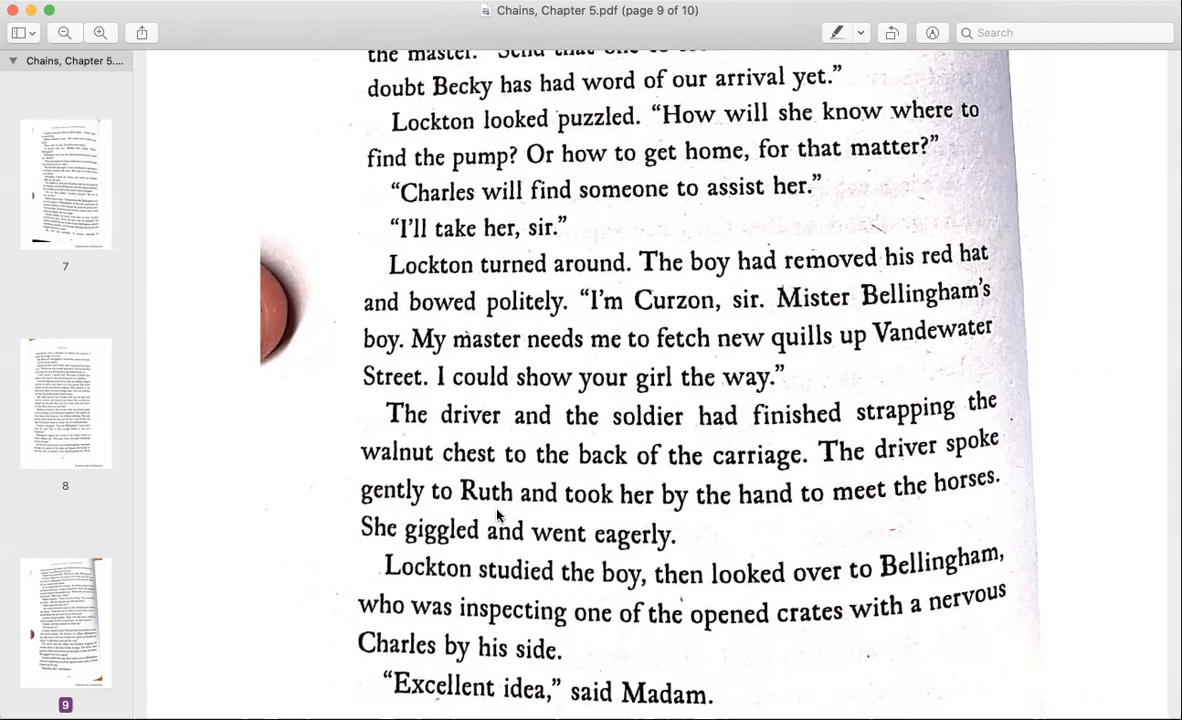 Chains, Chapter 5.pdf (page 9 of 10)
Search
Chains, Chapter 5....
7
8
9
the master. "Send that one to
doubt Becky has had word of our arrival yet."
Lockton looked puzzled. "How will she know where to
find the pump? Or how to get home, for that matter?"
"Charles will find someone to assist her."
"I'll take her, sir."
Lockton turned around. The boy had removed his red hat
and bowed politely. "I'm Curzon, sir. Mister Bellingham's
boy. My master needs me to fetch new quills up Vandewater
Street. I could show your girl the way."
The driver and the soldier had finished strapping the
walnut chest to the back of the carriage. The driver spoke
gently to Ruth and took her by the hand to meet the horses.
She giggled and went eagerly.
Lockton studied the boy, then looked over to Bellingham,
who was inspecting one of the opened crates with a nervous
Charles by his side.
"Excellent idea," said Madam.